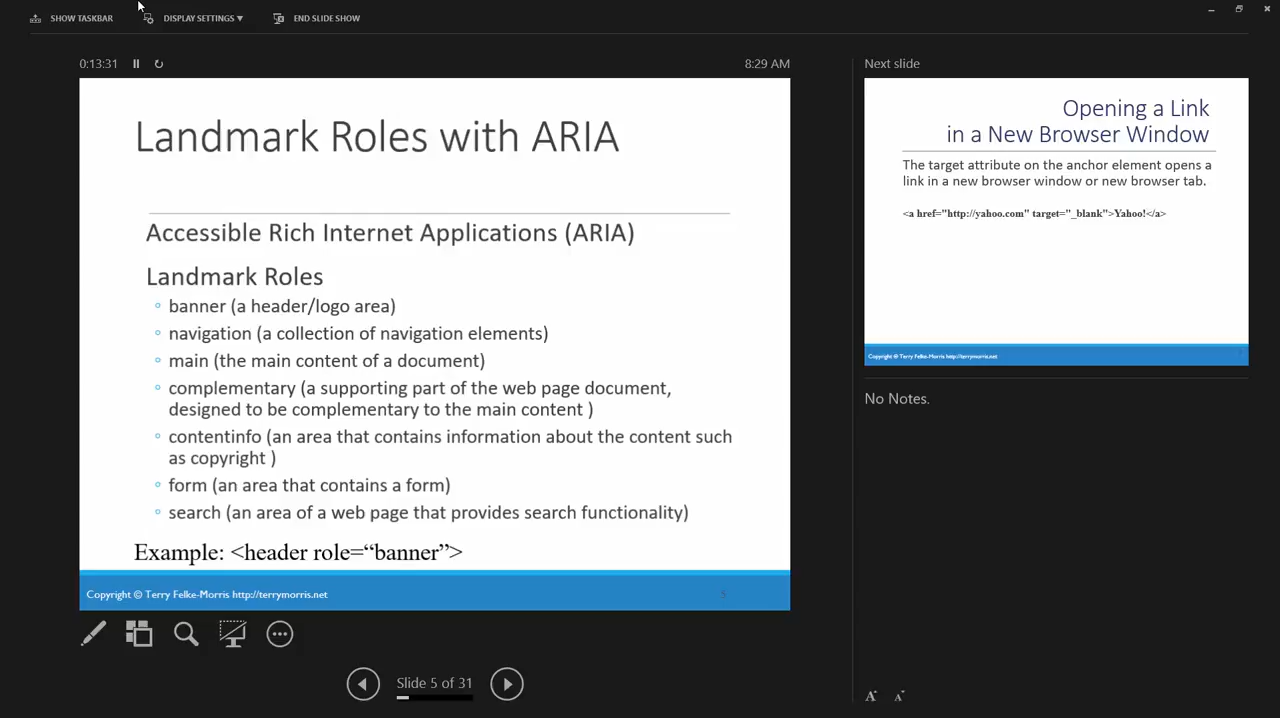 SHOW TASKBAR
DISPLAY SETTINGS ▼
END SLIDE SHOW
0:13:31
8:29 AM
Landmark Roles with ARIA
Accessible Rich Internet Applications (ARIA)
Landmark Roles
banner (a header/logo area)
navigation (a collection of navigation elements)
main (the main content of a document)
complementary (a supporting part of the web page document,
designed to be complementary to the main content )
contentinfo (an area that contains information about the content such
as copyright )
form (an area that contains a form)
search (an area of a web page that provides search functionality)
Example: <header role=“banner”>
Copyright © Terry Felke-Morris http://terrymorris.net
5
Slide 5 of 31
Next slide
Opening a Link
in a New Browser Window
The target attribute on the anchor element opens a
link in a new browser window or new browser tab.
<a href="http://yahoo.com" target="_blank">Yahoo!</a>
Copyright © Terry Felke-Morris http://terrymorris.net
No Notes.
A A